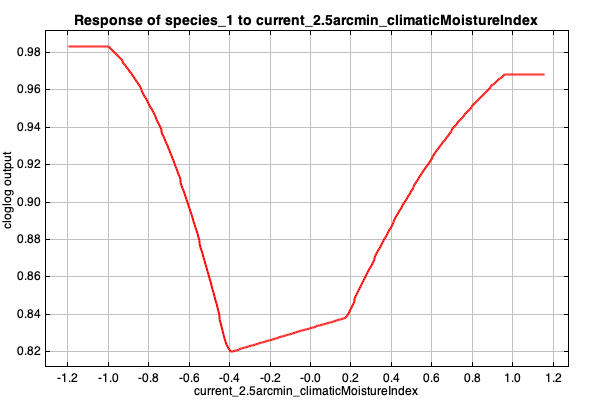 Response of species_1 to current_2.5arcmin_climaticMoistureIndex
cloglog output
0.98
0.96
0.94
0.92
0.90
0.88
0.86
0.84
0.82
-1.2 -1.0 -0.8 -0.6 -0.4 -0.2 -0.0 0.2 0.4 0.6 0.8 1.0 1.2
current_2.5arcmin_climaticMoistureIndex